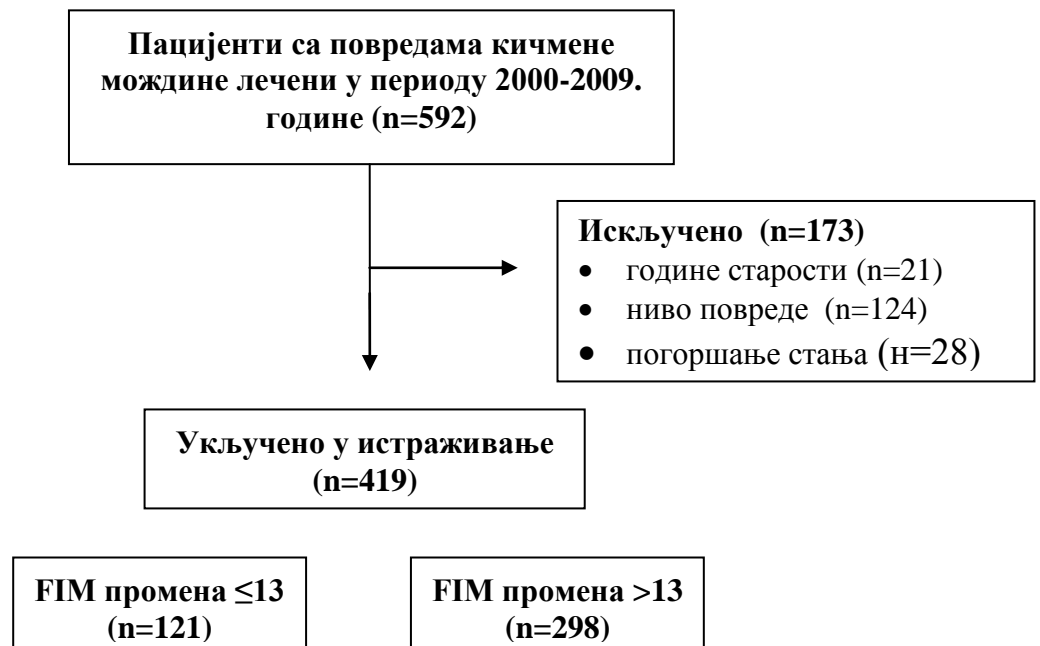 Пацијенти са повредама кичмене
мождине лечени у периоду 2000-2009.
године (n=592)
Искључено (n=173)
• године старости (n=21)
• ниво повреде (n=124)
• погоршање стања (н=28)
Укључено у истраживање
(n=419)
FIM промена ≤13
(n=121)
FIM промена >13
(n=298)